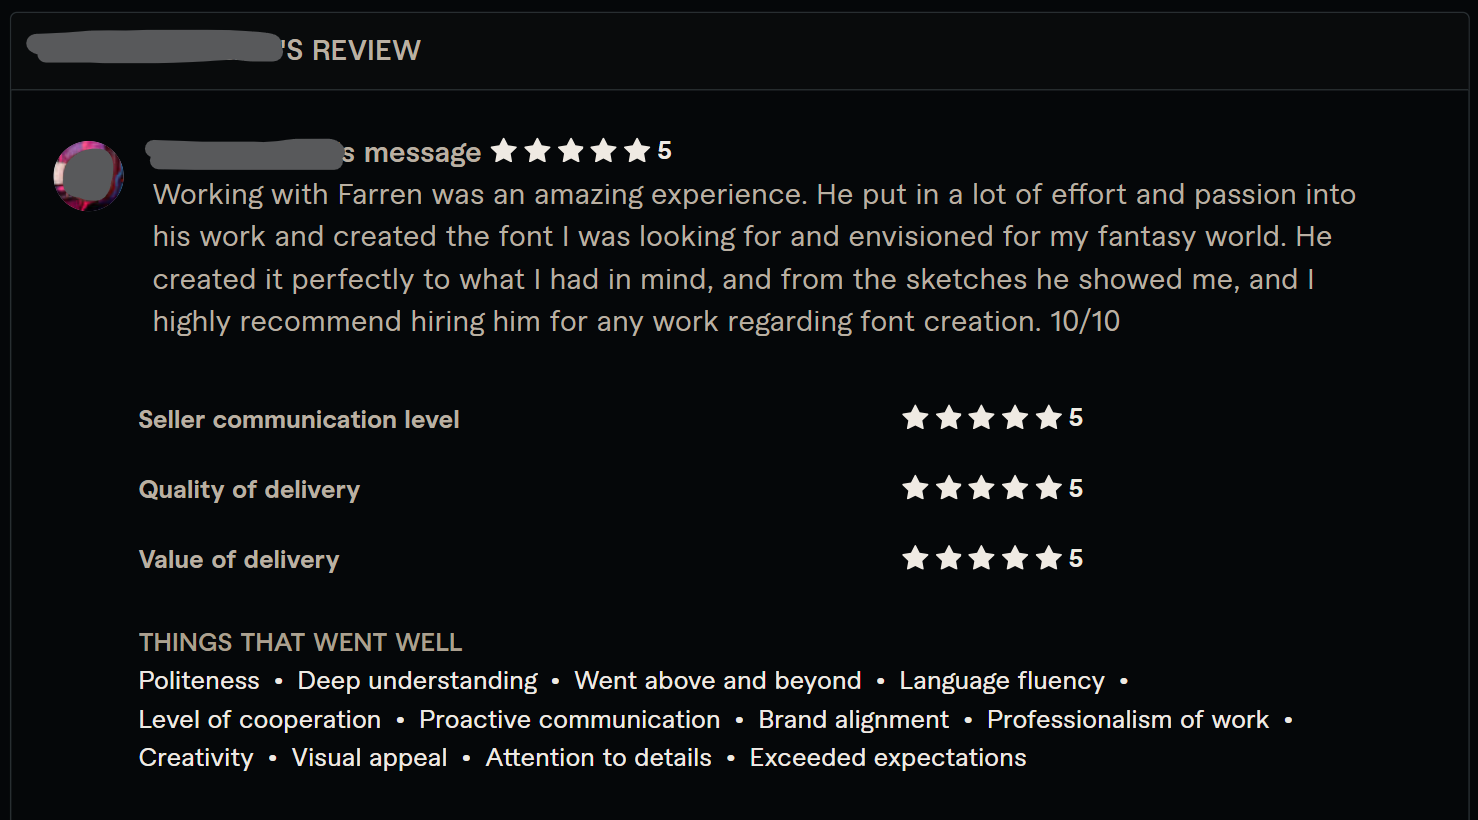 'S REVIEW
s message 5
Working with Farren was an amazing experience. He put in a lot of effort and passion into
his work and created the font I was looking for and envisioned for my fantasy world. He
created it perfectly to what I had in mind, and from the sketches he showed me, and I
highly recommend hiring him for any work regarding font creation. 10/10
Seller communication level 5
Quality of delivery 5
Value of delivery 5
THINGS THAT WENT WELL
Politeness • Deep understanding • Went above and beyond • Language fluency •
Level of cooperation • Proactive communication • Brand alignment • Professionalism of work •
Creativity • Visual appeal • Attention to details • Exceeded expectations